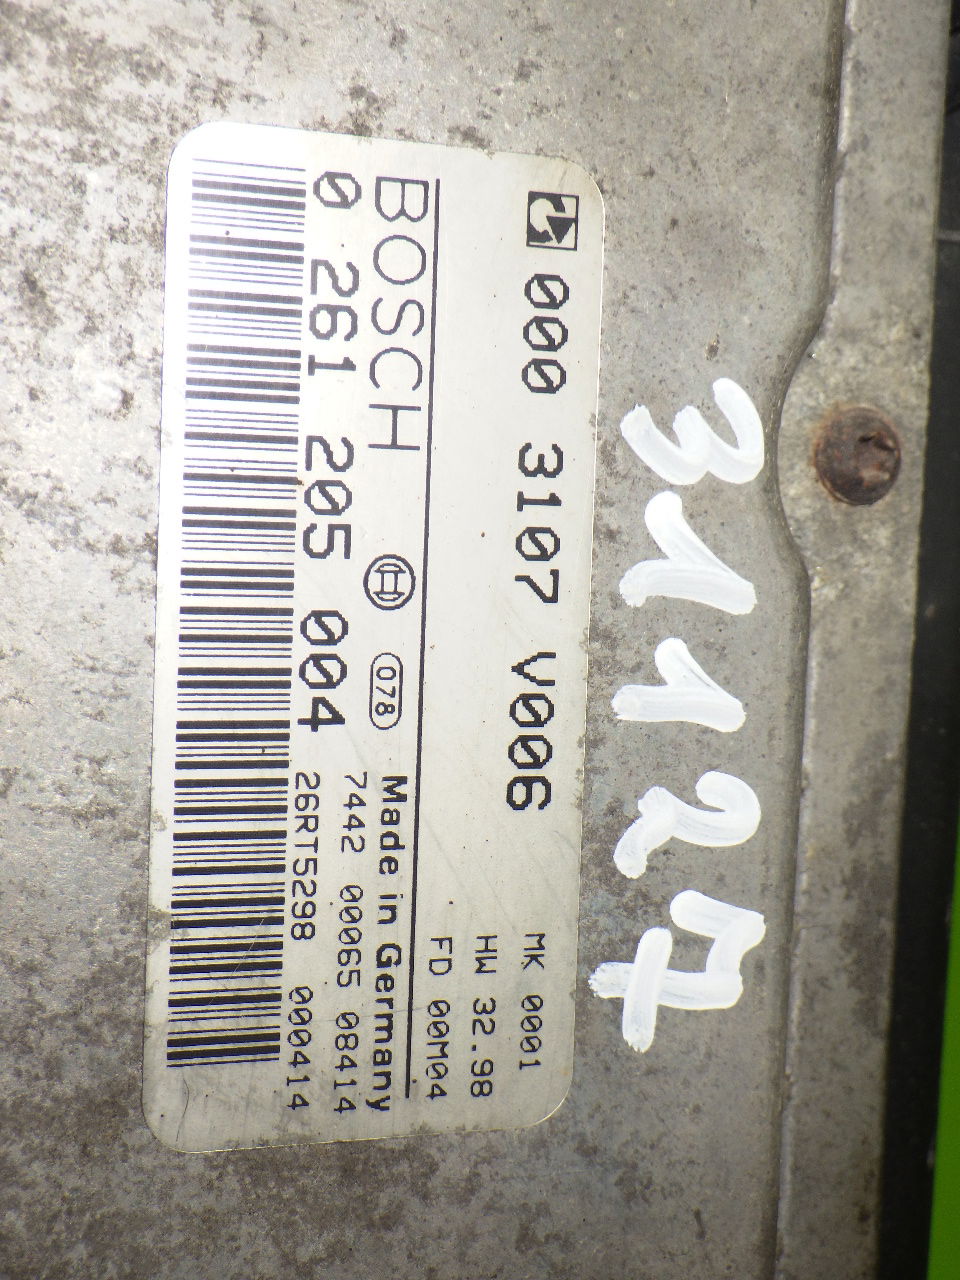 31127
000 3107 V006
MK 0001
HW 32.98
FD 00M04
BOSCH
078
Made in Germany
0 261 205 004
7442 00065 08414
26RT5298 000414